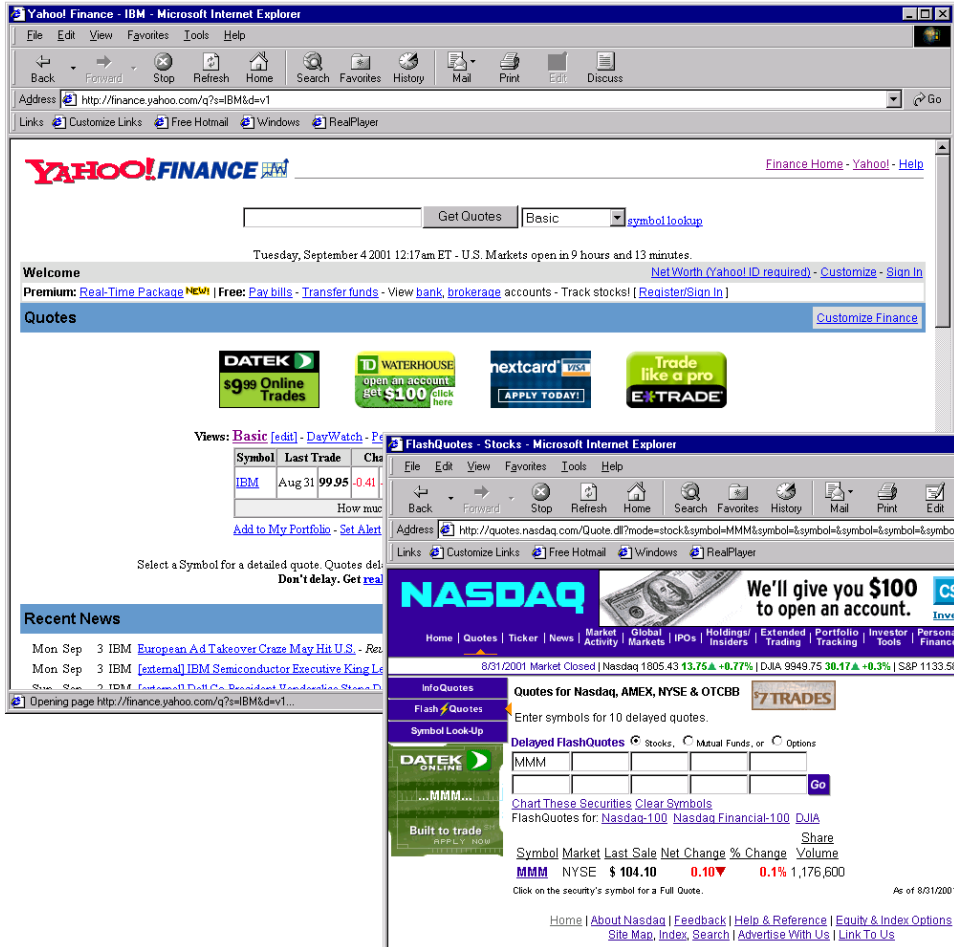 Yahoo! Finance - IBM - Microsoft Internet Explorer
File Edit View Favorites Tools Help
Back Forward Stop Refresh Home Search Favorites History Mail Print Edit Discuss
Address http://finance.yahoo.com/q?s=IBM&d=v1 Go
Links Customize Links Free Hotmail Windows RealPlayer
YAHOO! FINANCE
Finance Home - Yahoo! - Help
Get Quotes Basic symbol lookup
Tuesday, September 4 2001 12:17am ET - U.S. Markets open in 9 hours and 13 minutes.
Welcome Net Worth (Yahoo! ID required) - Customize - Sign In
Premium: Real-Time Package NEW! | Free: Pay bills - Transfer funds - View bank, brokerage accounts - Track stocks! [ Register/Sign In ]
Quotes Customize Finance
DATEK $9.99 Online Trades
TD WATERHOUSE open an account get $100 click here
nextcard VISA APPLY TODAY!
Trade like a pro E*TRADE
Views: Basic [edit] - DayWatch -
Symbol Last Trade
IBM Aug 31 99.95 -0.41
How muc
Add to My Portfolio - Set Alert
Select a Symbol for a detailed quote. Quotes del
Don't delay. Get real
Recent News
Mon Sep 3 IBM European Ad Takeover Craze May Hit U.S. -
Mon Sep 3 IBM [external] IBM Semiconductor Executive King Le
Opening page http://finance.yahoo.com/q?s=IBM&d=v1...
FlashQuotes - Stocks - Microsoft Internet Explorer
File Edit View Favorites Tools Help
Back Forward Stop Refresh Home Search Favorites History Mail Print Edit
Address http://quotes.nasdaq.com/Quote.dll?mode=stock&symbol=MMM&symbol=&symbol=&symbol=&symbol=&symbo
Links Customize Links Free Hotmail Windows RealPlayer
NASDAQ
We'll give you $100
to open an account.
Home | Quotes | Ticker | News | Market Activity | Global Markets | IPOs | Holdings/ Insiders | Extended Trading | Portfolio Tracking | Investor Tools | Persona Finance
8/31/2001 Market Closed | Nasdaq 1805.43 13.75▲ +0.77% | DJIA 9949.75 30.17▲ +0.3% | S&P 1133.58
InfoQuotes
Flash Quotes
Symbol Look-Up
Quotes for Nasdaq, AMEX, NYSE & OTCBB $7 TRADES
Enter symbols for 10 delayed quotes.
Delayed FlashQuotes Stocks, Mutual Funds, or Options
MMM
Go
Chart These Securities Clear Symbols
FlashQuotes for: Nasdaq-100 Nasdaq Financial-100 DJIA
DATEK ONLINE
...MMM...
Built to trade
APPLY NOW
Symbol Market Last Sale Net Change % Change Share Volume
MMM NYSE $ 104.10 0.10▼ 0.1% 1,176,600
Click on the security's symbol for a Full Quote. As of 8/31/2001
Home | About Nasdaq | Feedback | Help & Reference | Equity & Index Options
Site Map, Index, Search | Advertise With Us | Link To Us